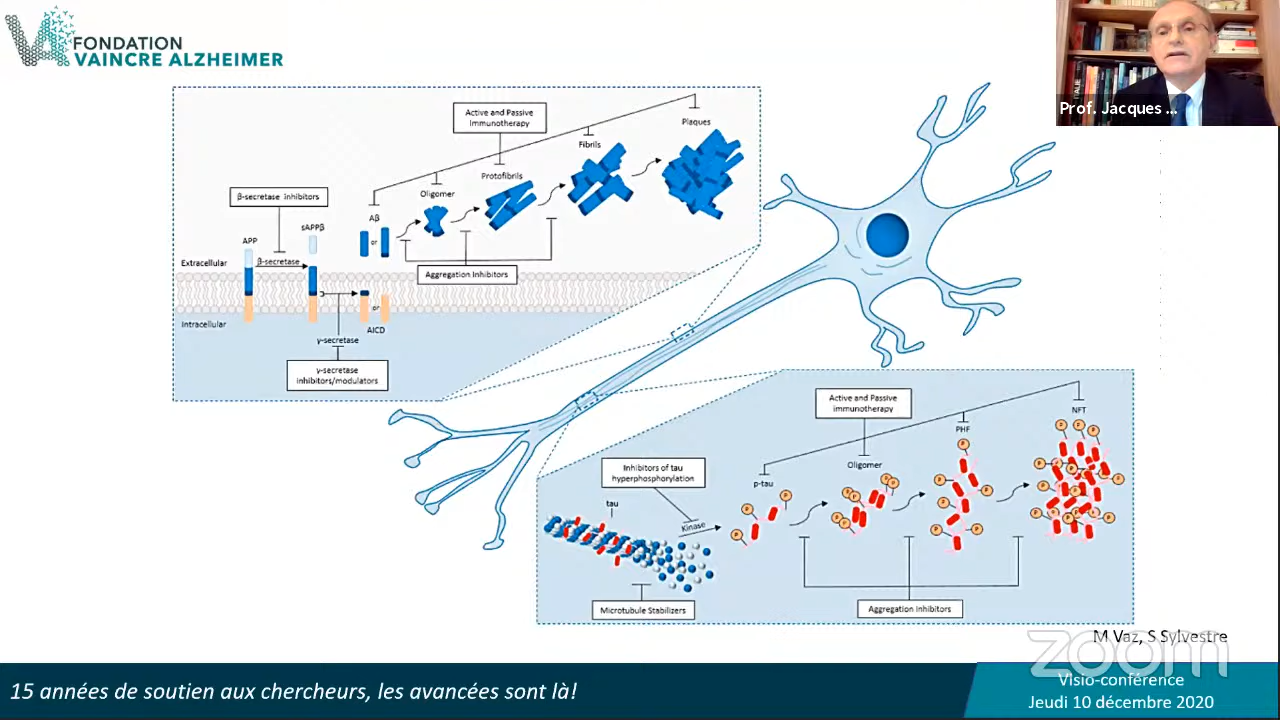 FONDATION
VAINCRE ALZHEIMER
Prof. Jacques ...
Active and Passive
Immunotherapy
Plaques
Fibrils
Protofibrils
Oligomer
β-secretase inhibitors
Aβ
sAPPβ
APP
or
β-secretase
Extracellular
Aggregation Inhibitors
or
Intracellular
AICD
γ-secretase
γ-secretase
inhibitors/modulators
Active and Passive
immunotherapy
NFT
P P P
PHF
P
Oligomer
Inhibitors of tau
hyperphosphorylation
p-tau
tau
Kinase
P P
P P P P P
P P P P
P P P P P
P P P P
Microtubule Stabilizers
Aggregation Inhibitors
M Vaz, S Sylvestre
zoom
15 années de soutien aux chercheurs, les avancées sont là!
Visio-conférence
Jeudi 10 décembre 2020